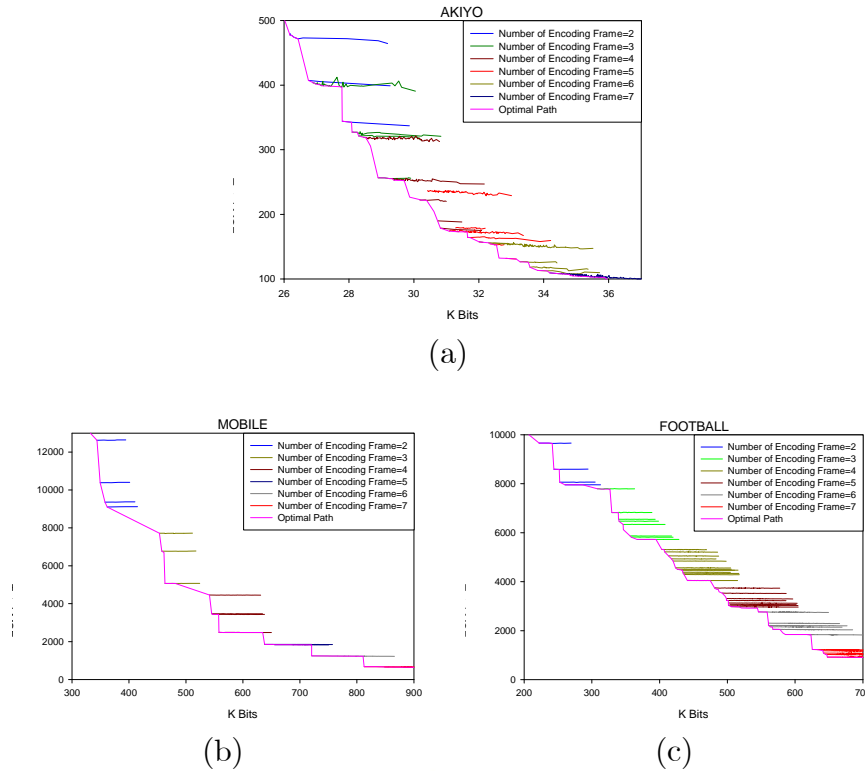 AKIYO
500
400
300
200
100
26
28
30
32
34
36
K Bits
Number of Encoding Frame=2
Number of Encoding Frame=3
Number of Encoding Frame=4
Number of Encoding Frame=5
Number of Encoding Frame=6
Number of Encoding Frame=7
Optimal Path
(a)
MOBILE
12000
10000
8000
6000
4000
2000
0
300
400
500
600
700
800
900
K Bits
Number of Encoding Frame=2
Number of Encoding Frame=3
Number of Encoding Frame=4
Number of Encoding Frame=5
Number of Encoding Frame=6
Number of Encoding Frame=7
Optimal Path
(b)
FOOTBALL
10000
8000
6000
4000
2000
0
200
300
400
500
600
700
K Bits
Number of Encoding Frame=2
Number of Encoding Frame=3
Number of Encoding Frame=4
Number of Encoding Frame=5
Number of Encoding Frame=6
Number of Encoding Frame=7
Optimal Path
(c)